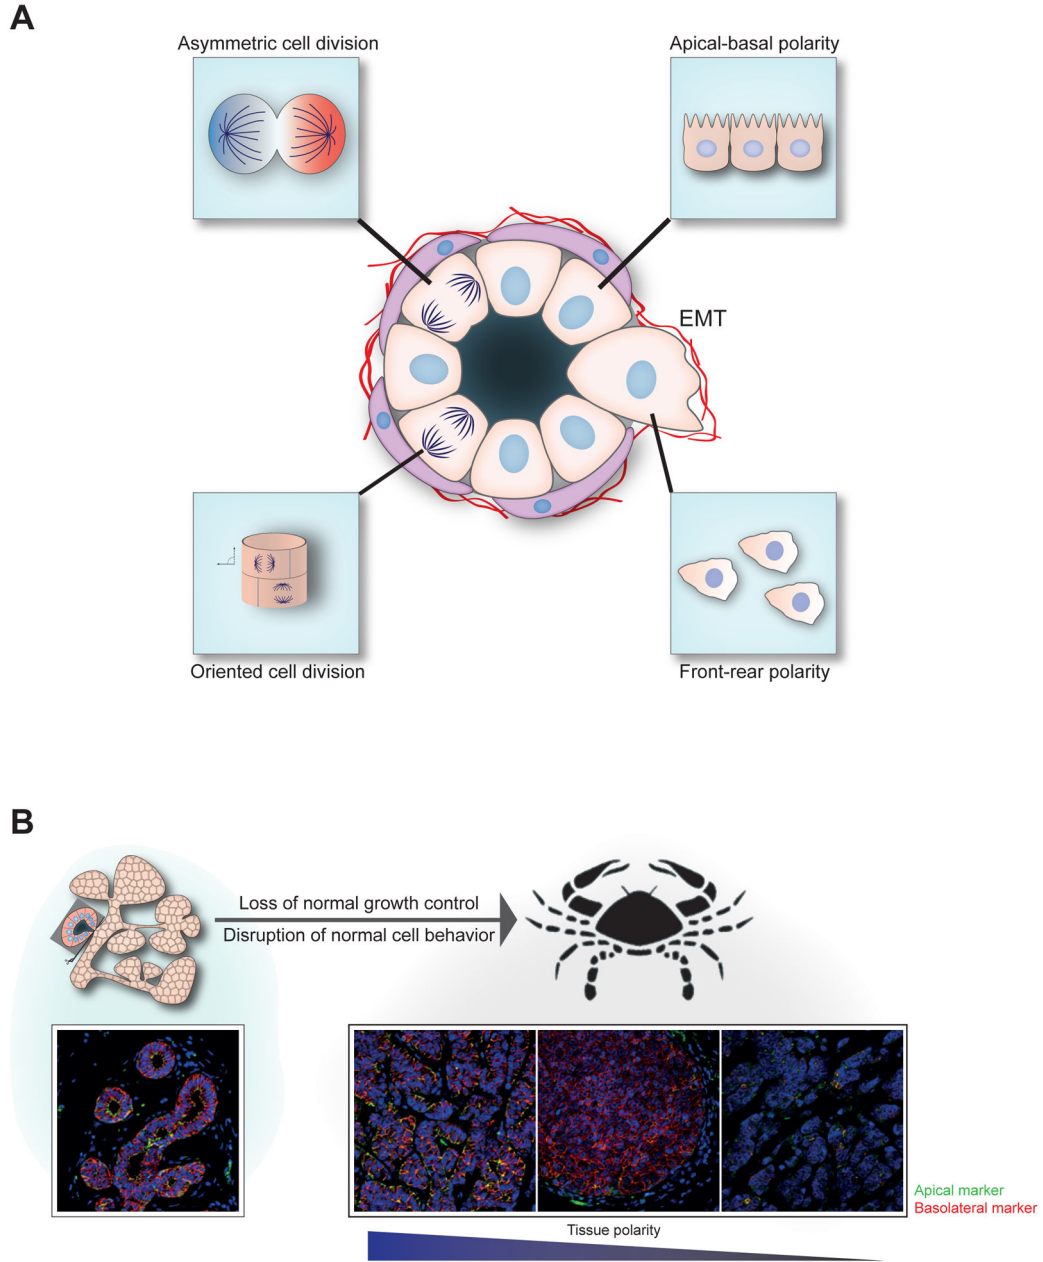 A
Asymmetric cell division
Apical-basal polarity
EMT
Oriented cell division
Front-rear polarity
B
Loss of normal growth control
Disruption of normal cell behavior
Apical marker
Basolateral marker
Tissue polarity